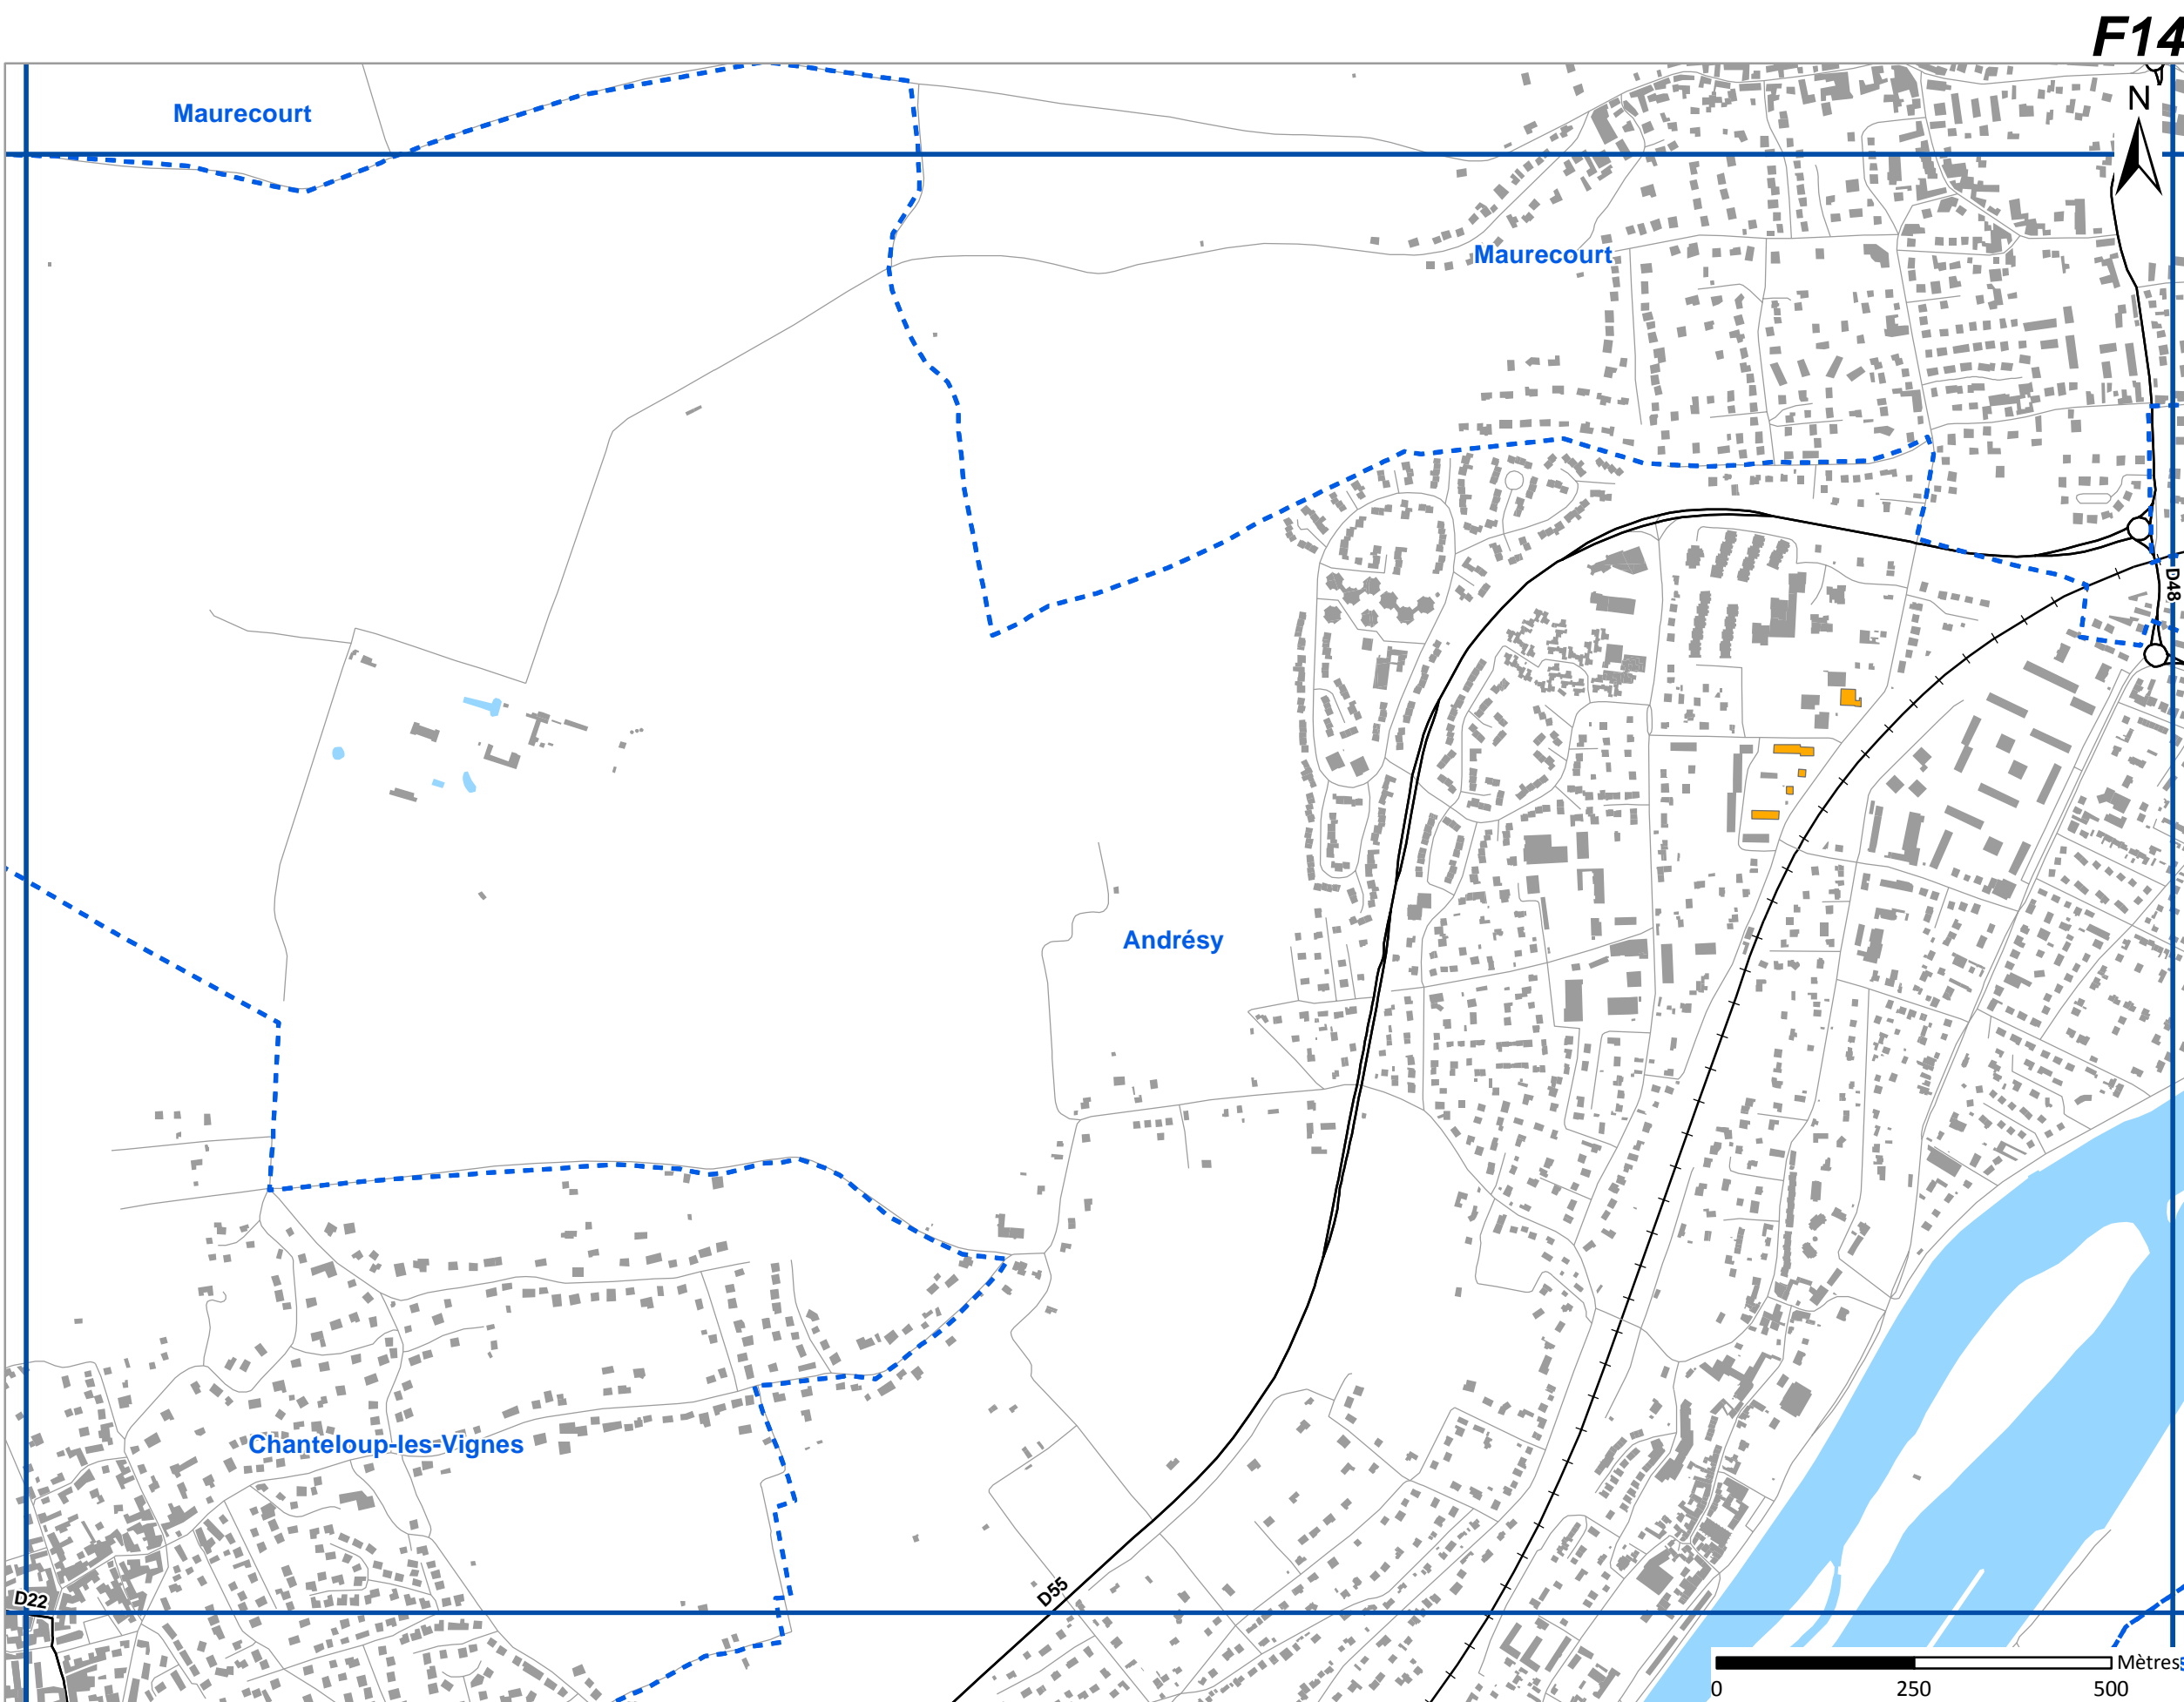 F14
N
Maurecourt
Maurecourt
D48
Andrésy
Chanteloup-les-Vignes
D22
D55
Mètres
0 250 500